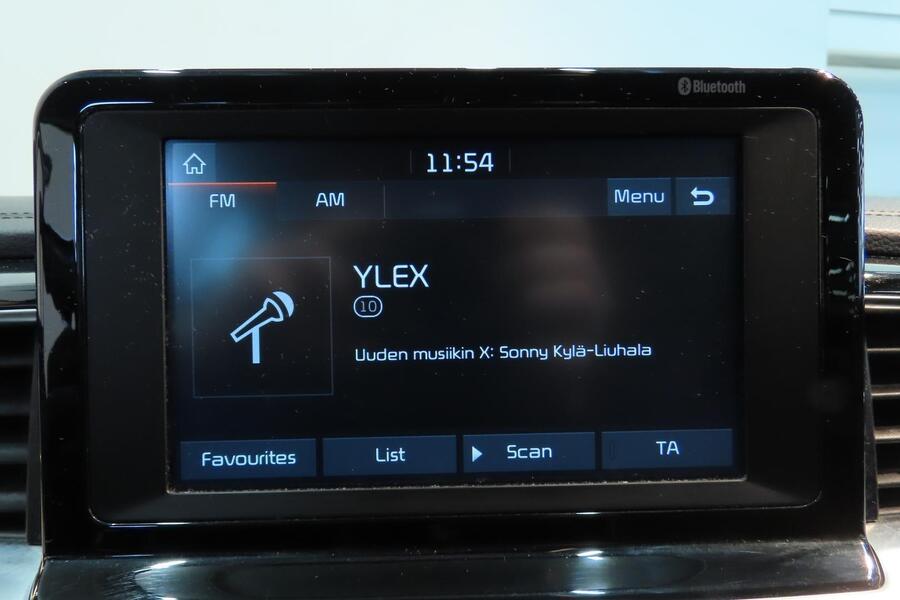 Bluetooth
11:54
FM AM Menu
YLEX
10
Uuden musiikin X: Sonny Kylä-Liuhala
Favourites List Scan TA